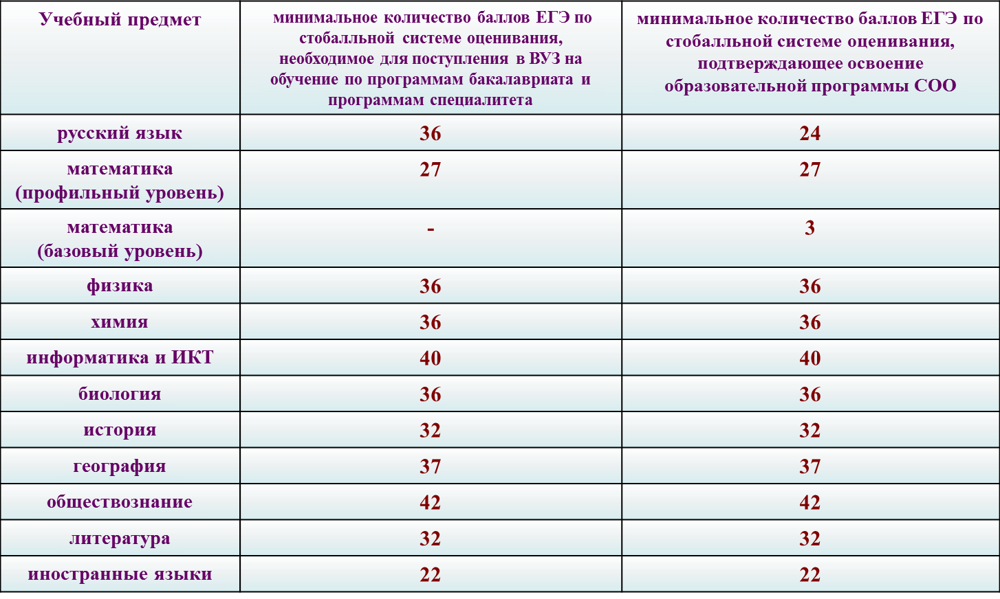 Учебный предмет
минимальное количество баллов ЕГЭ по
стобалльной системе оценивания,
необходимое для поступления в ВУЗ на
обучение по программам бакалавриата и
программам специалитета
минимальное количество баллов ЕГЭ по
стобалльной системе оценивания,
подтверждающее освоение
образовательной программы СОО
русский язык
36
24
математика
(профильный уровень)
27
27
математика
(базовый уровень)
-
3
физика
36
36
химия
36
36
информатика и ИКТ
40
40
биология
36
36
история
32
32
география
37
37
обществознание
42
42
литература
32
32
иностранные языки
22
22